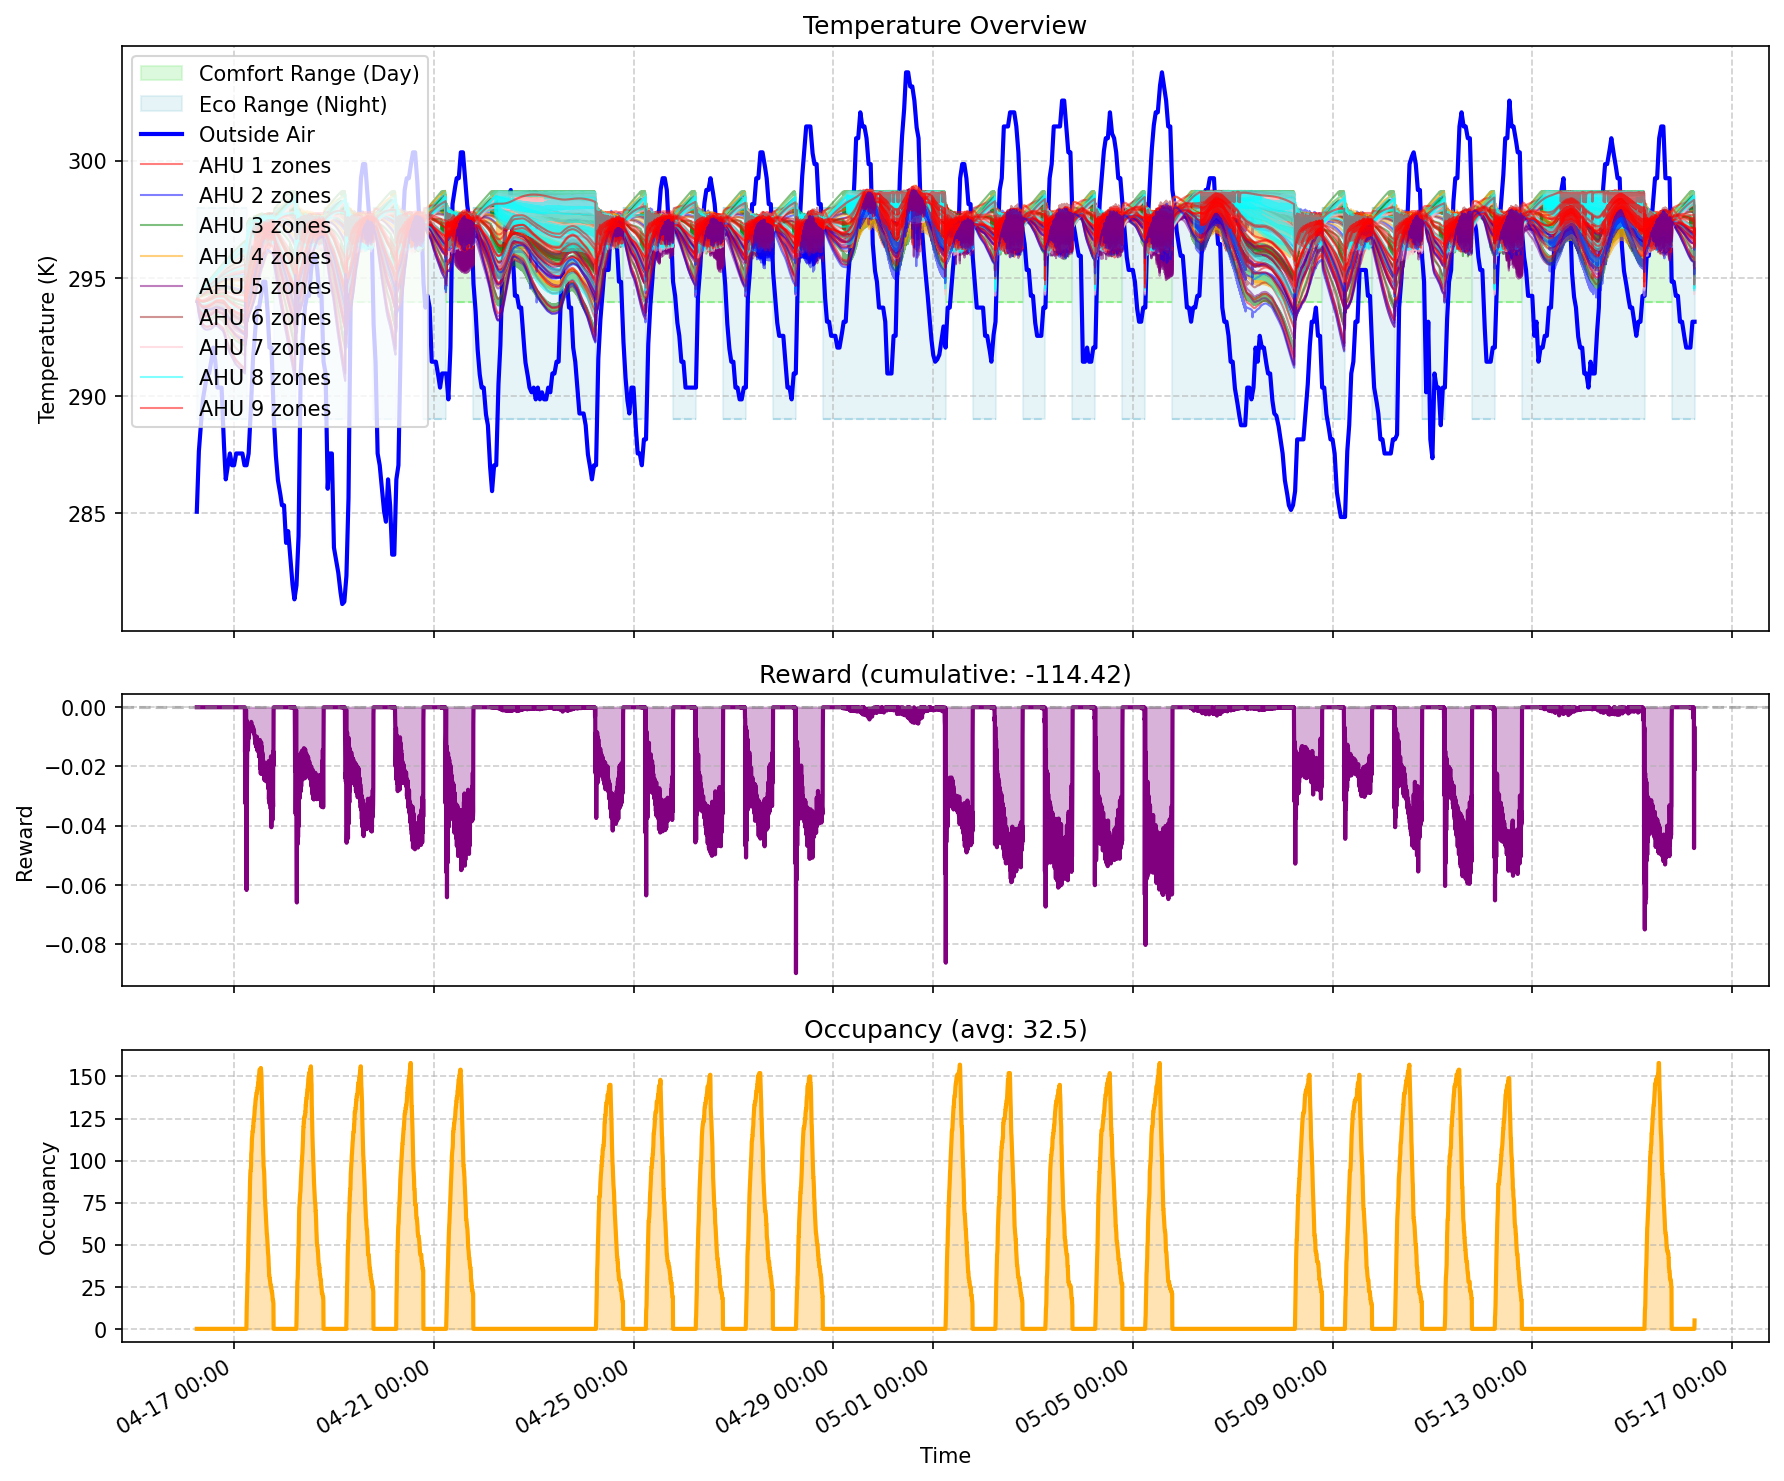 Temperature Overview
Temperature (K)
300
295
290
285
Comfort Range (Day)
Eco Range (Night)
Outside Air
AHU 1 zones
AHU 2 zones
AHU 3 zones
AHU 4 zones
AHU 5 zones
AHU 6 zones
AHU 7 zones
AHU 8 zones
AHU 9 zones
Reward (cumulative: -114.42)
Reward
0.00
−0.02
−0.04
−0.06
−0.08
Occupancy (avg: 32.5)
Occupancy
150
125
100
75
50
25
0
04-17 00:00
04-21 00:00
04-25 00:00
04-29 00:00
05-01 00:00
05-05 00:00
05-09 00:00
05-13 00:00
05-17 00:00
Time